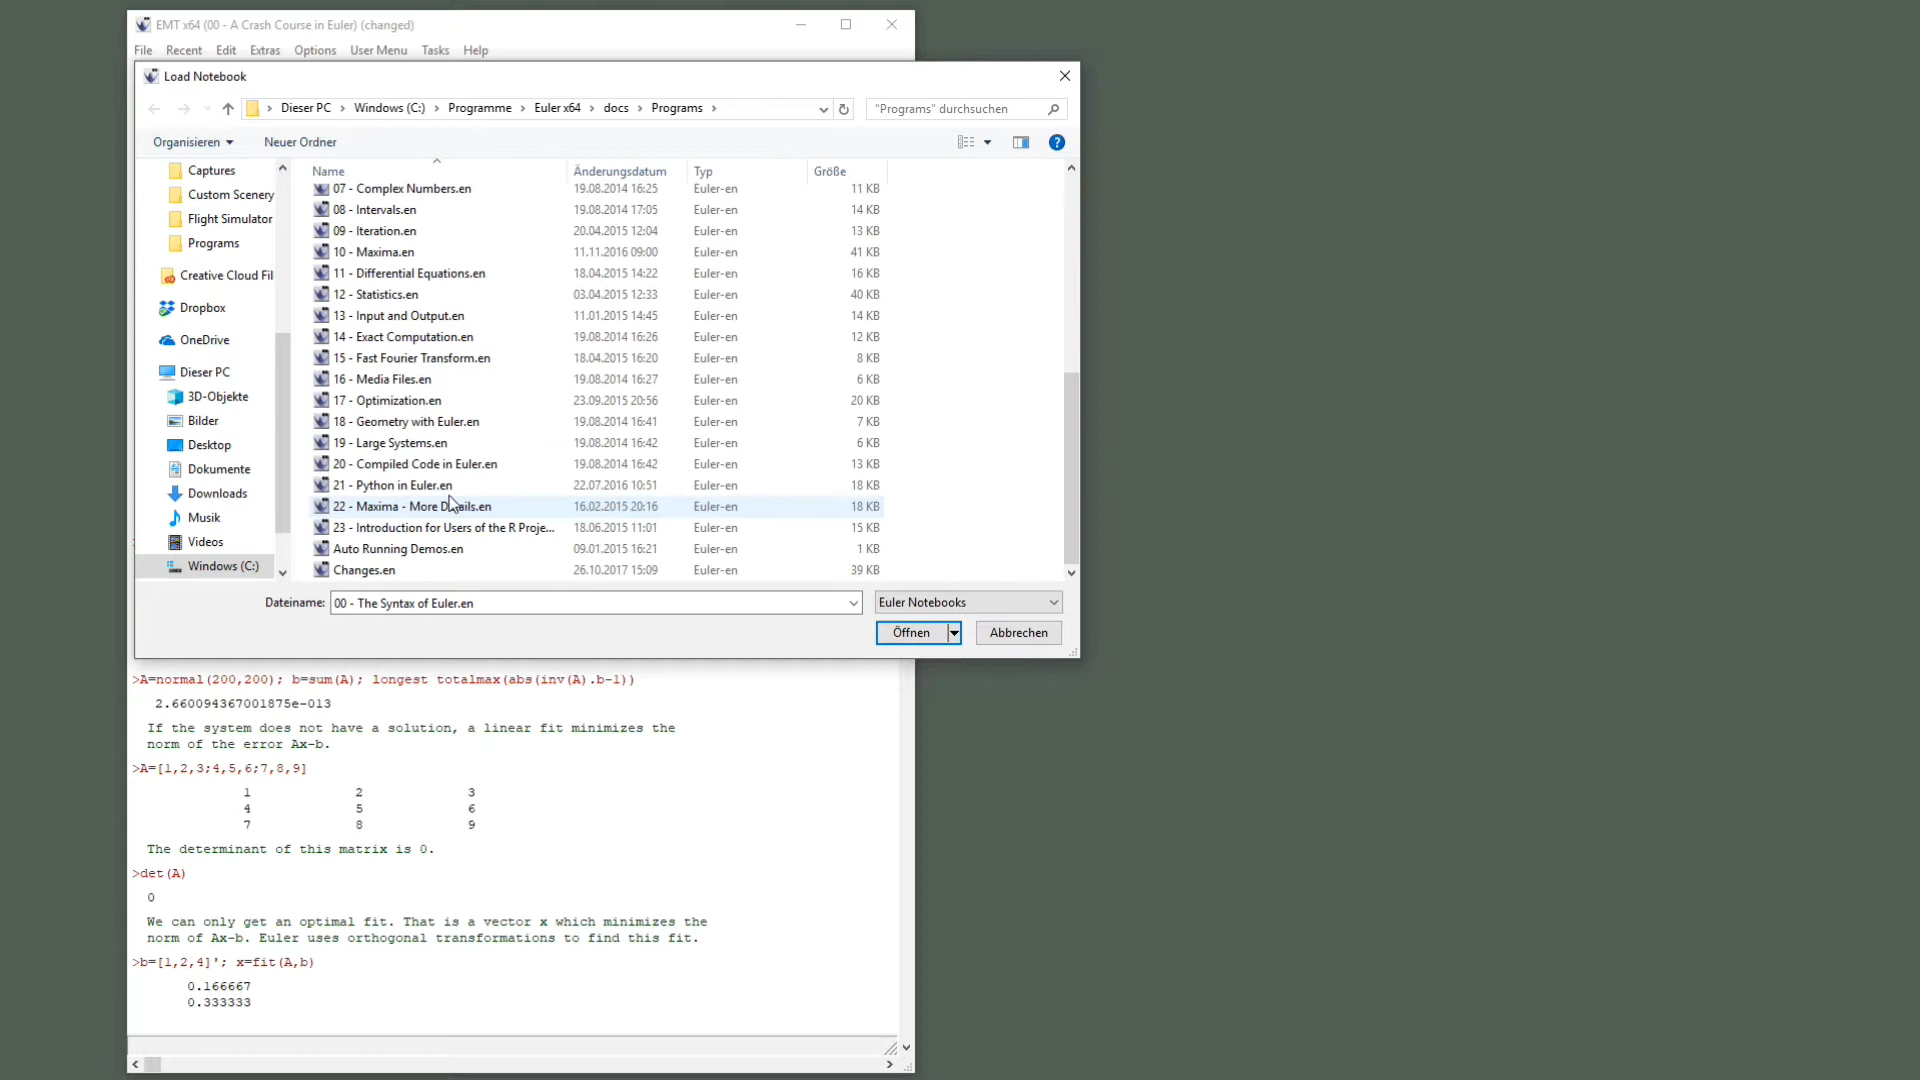 EMT x64 (00 - A Crash Course in Euler) (changed)
File Recent Edit Extras Options User Menu Tasks Help
Load Notebook
Dieser PC › Windows (C:) › Programme › Euler x64 › docs › Programs ›
"Programs" durchsuchen
Organisieren Neuer Ordner
Name Änderungsdatum Typ Größe
Captures
Custom Scenery
Flight Simulator
Programs
Creative Cloud Fil
Dropbox
OneDrive
Dieser PC
3D-Objekte
Bilder
Desktop
Dokumente
Downloads
Musik
Videos
Windows (C:)
07 - Complex Numbers.en 19.08.2014 16:25 Euler-en 11 KB
08 - Intervals.en 19.08.2014 17:05 Euler-en 14 KB
09 - Iteration.en 20.04.2015 12:04 Euler-en 13 KB
10 - Maxima.en 11.11.2016 09:00 Euler-en 41 KB
11 - Differential Equations.en 18.04.2015 14:22 Euler-en 16 KB
12 - Statistics.en 03.04.2015 12:33 Euler-en 40 KB
13 - Input and Output.en 11.01.2015 14:45 Euler-en 14 KB
14 - Exact Computation.en 19.08.2014 16:26 Euler-en 12 KB
15 - Fast Fourier Transform.en 18.04.2015 16:20 Euler-en 8 KB
16 - Media Files.en 19.08.2014 16:27 Euler-en 6 KB
17 - Optimization.en 23.09.2015 20:56 Euler-en 20 KB
18 - Geometry with Euler.en 19.08.2014 16:41 Euler-en 7 KB
19 - Large Systems.en 19.08.2014 16:42 Euler-en 6 KB
20 - Compiled Code in Euler.en 19.08.2014 16:42 Euler-en 13 KB
21 - Python in Euler.en 22.07.2016 10:51 Euler-en 18 KB
22 - Maxima - More Details.en 16.02.2015 20:16 Euler-en 18 KB
23 - Introduction for Users of the R Proje... 18.06.2015 11:01 Euler-en 15 KB
Auto Running Demos.en 09.01.2015 16:21 Euler-en 1 KB
Changes.en 26.10.2017 15:09 Euler-en 39 KB
Dateiname: 00 - The Syntax of Euler.en Euler Notebooks
Öffnen Abbrechen
>A=normal(200,200); b=sum(A); longest totalmax(abs(inv(A).b-1))
2.660094367001875e-013
If the system does not have a solution, a linear fit minimizes the
norm of the error Ax-b.
>A=[1,2,3;4,5,6;7,8,9]
1 2 3
4 5 6
7 8 9
The determinant of this matrix is 0.
>det(A)
0
We can only get an optimal fit. That is a vector x which minimizes the
norm of Ax-b. Euler uses orthogonal transformations to find this fit.
>b=[1,2,4]'; x=fit(A,b)
0.166667
0.333333